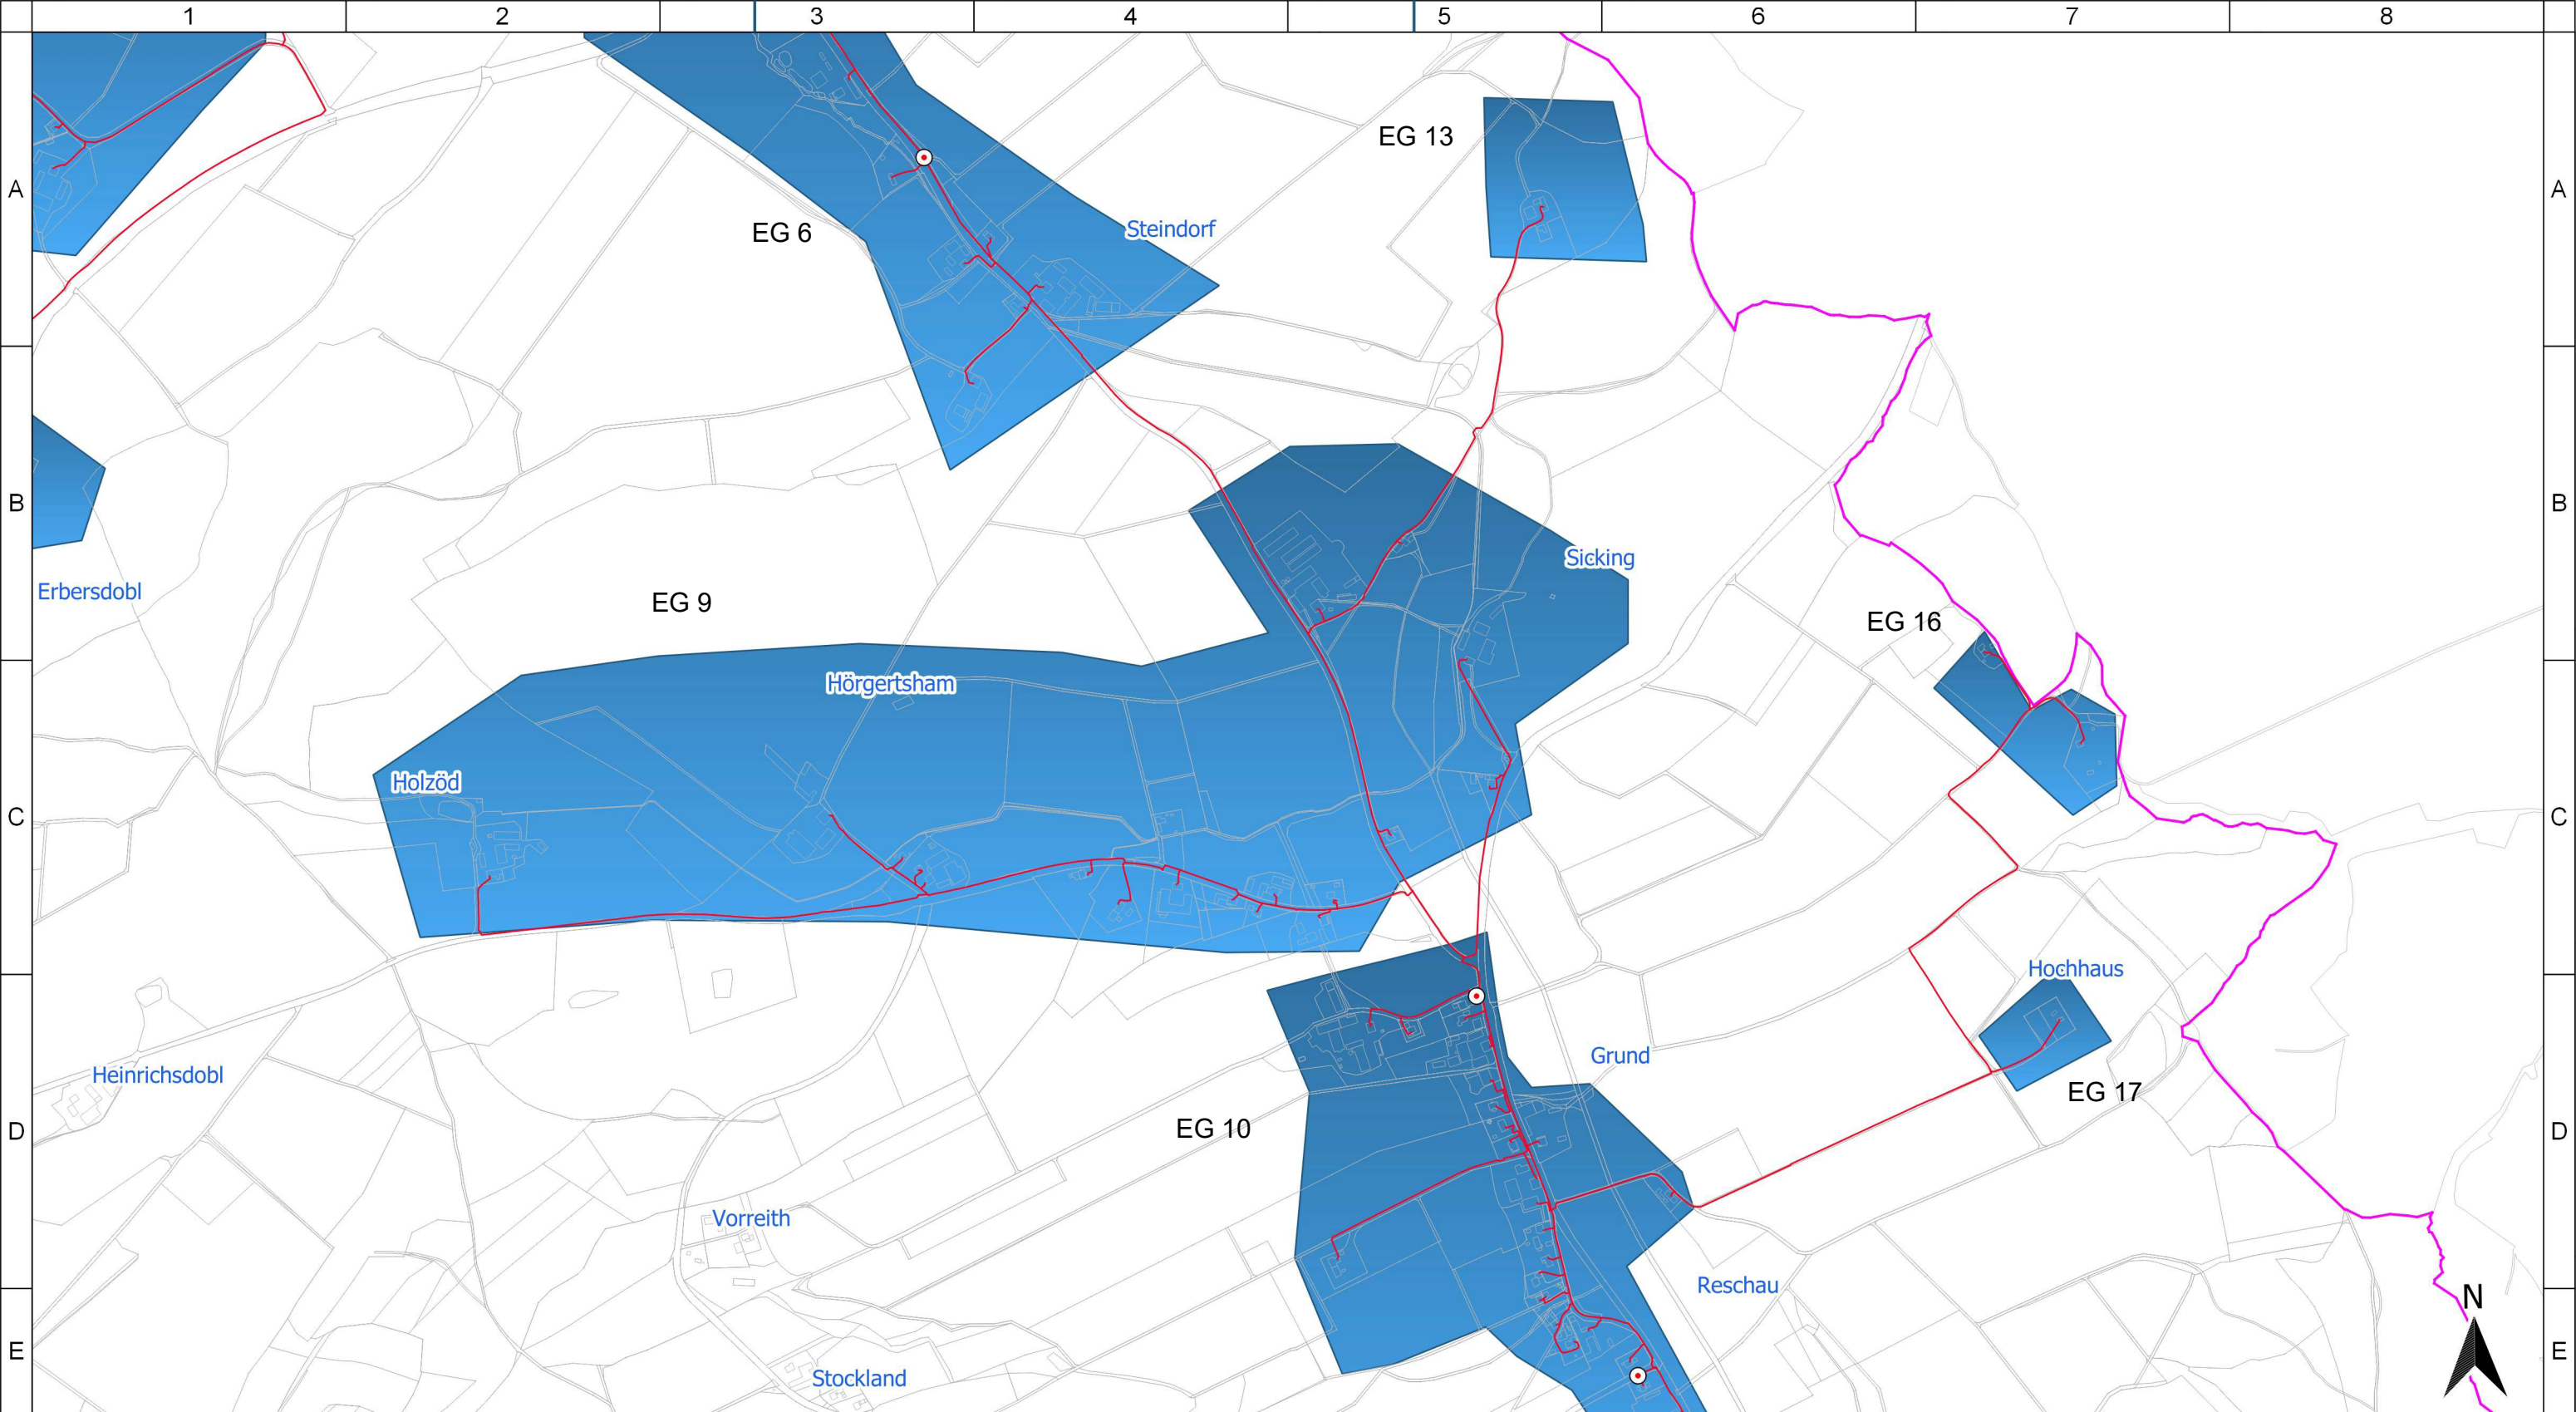 1 2 3 4 5 6 7 8
EG 13
A A
EG 6 Steindorf
B B
Sicking
Erbersdobl
EG 9
EG 16
Hörgertsham
Holzöd
C C
Hochhaus
Grund
Heinrichsdobl
EG 17
EG 10
D D
Vorreith
Reschau
N
E E
Stockland